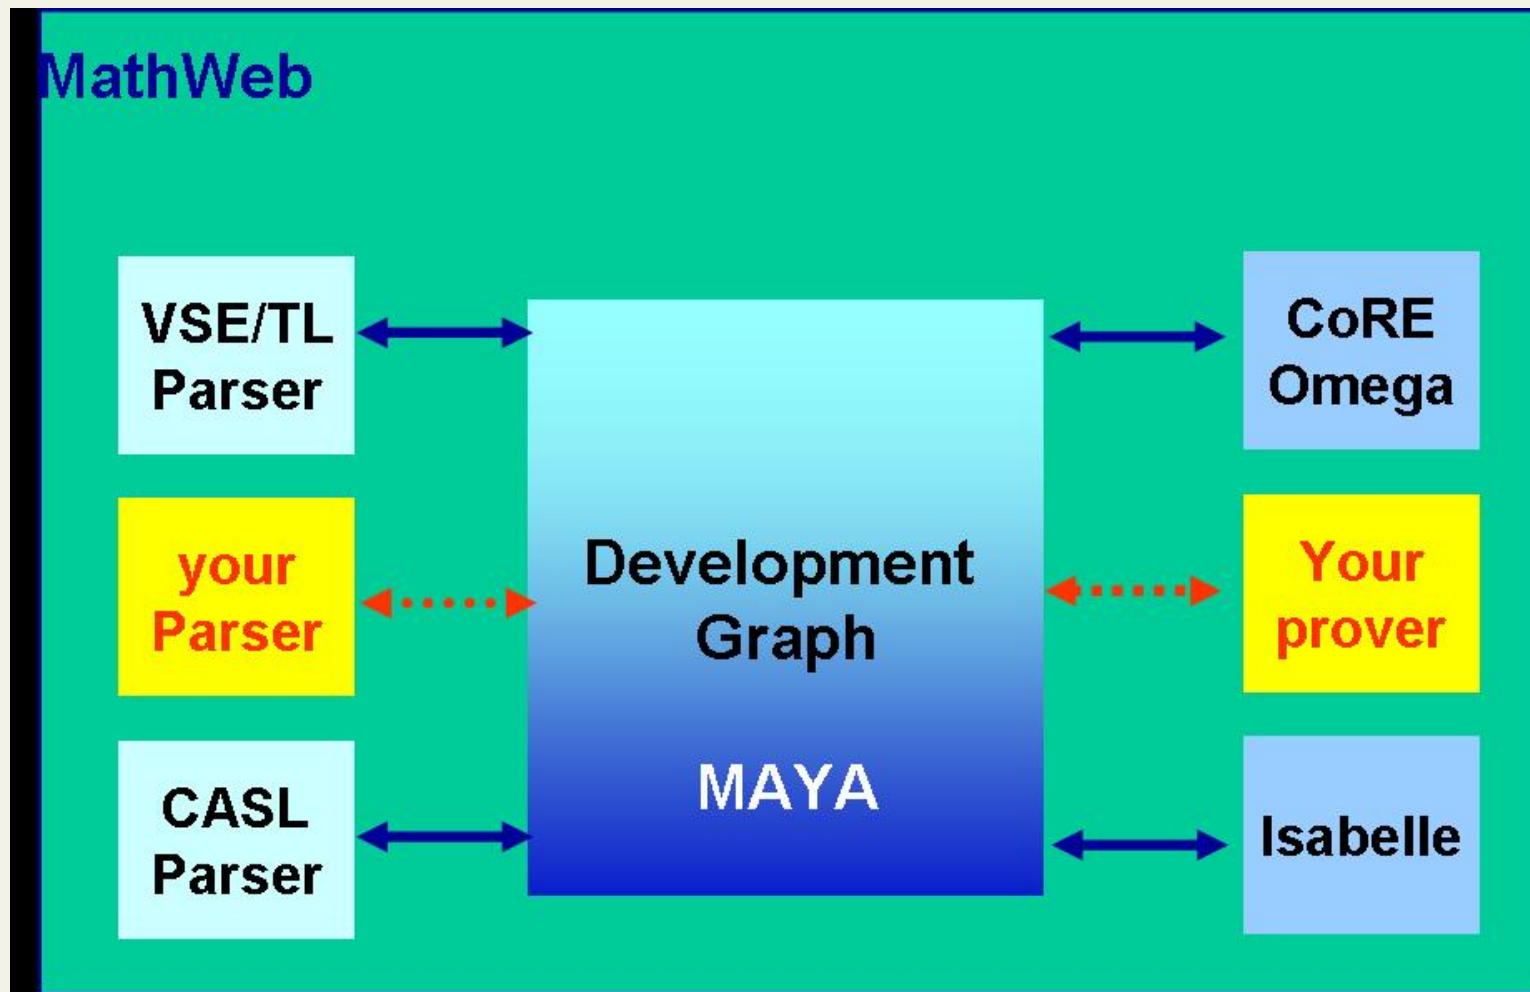 MathWeb
VSE/TL
Parser
your
Parser
CASL
Parser
Development
Graph
MAYA
CoRE
Omega
Your
prover
Isabelle